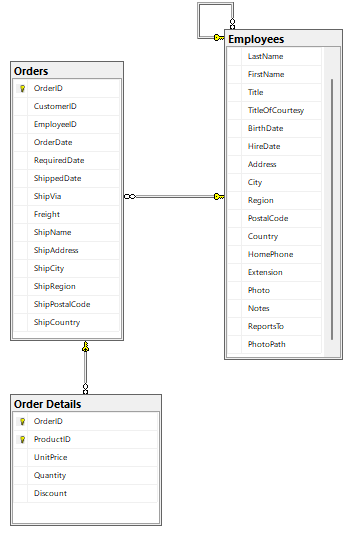 Employees
LastName
FirstName
Title
TitleOfCourtesy
BirthDate
HireDate
Address
City
Region
PostalCode
Country
HomePhone
Extension
Photo
Notes
ReportsTo
PhotoPath
Orders
OrderID
CustomerID
EmployeeID
OrderDate
RequiredDate
ShippedDate
ShipVia
Freight
ShipName
ShipAddress
ShipCity
ShipRegion
ShipPostalCode
ShipCountry
Order Details
OrderID
ProductID
UnitPrice
Quantity
Discount